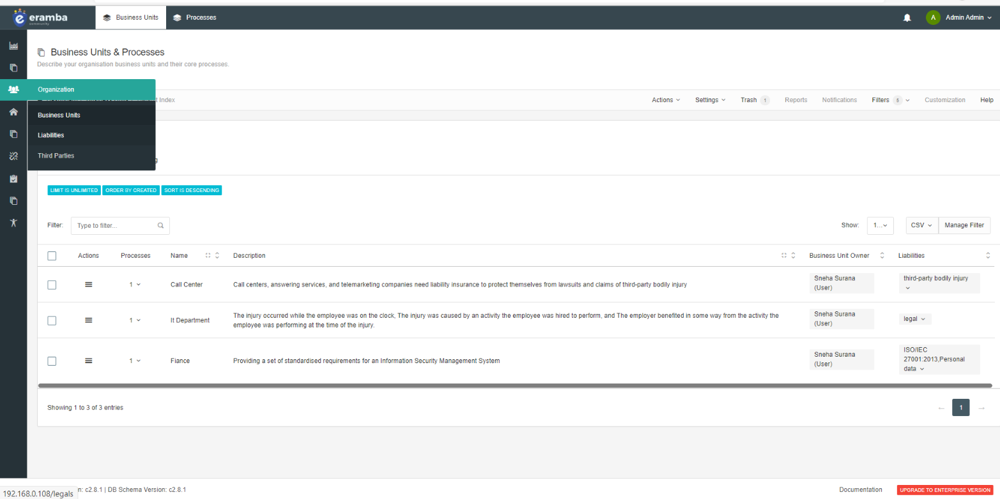 eramba
community
Business Units
Processes
A
Admin Admin
Business Units & Processes
Describe your organisation business units and their core processes.
Organization
t Index
Actions
Settings
Trash 1
Reports
Notifications
Filters 5
Customization
Help
Business Units
Liabilities
Third Parties
g
LIMIT IS UNLIMITED ORDER BY CREATED SORT IS DESCENDING
Filter: Type to filter...
Show: 1... CSV Manage Filter
Actions Processes Name Description Business Unit Owner Liabilities
1 Call Center Call centers, answering services, and telemarketing companies need liability insurance to protect themselves from lawsuits and claims of third-party bodily injury
Sneha Surana
(User)
third-party bodily injury
1 It Department
The injury occurred while the employee was on the clock, The injury was caused by an activity the employee was hired to perform, and The employer benefited in some way from the activity the
employee was performing at the time of the injury.
Sneha Surana
(User)
legal
1 Fiance Providing a set of standardised requirements for an Information Security Management System
Sneha Surana
(User)
ISO/IEC
27001:2013,Personal
data
Showing 1 to 3 of 3 entries
← 1 →
n: c2.8.1 | DB Schema Version: c2.8.1
Documentation
UPGRADE TO ENTERPRISE VERSION
192.168.0.108/legals